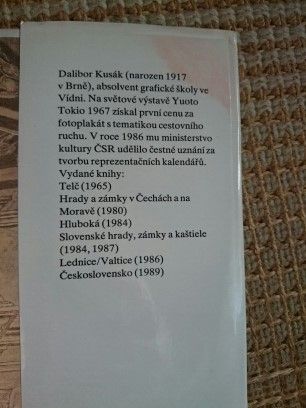 Dalibor Kusák (narozen 1917
v Brně), absolvent grafické školy ve
Vídni. Na světové výstavě Yuoto
Tokio 1967 získal první cenu za
fotoplakát s tematikou cestovního
ruchu. V roce 1986 mu ministerstvo
kultury ČSR udělilo čestné uznání za
tvorbu reprezentačních kalendářů.
Vydané knihy:
Telč (1965)
Hrady a zámky v Čechách a na
Moravě (1980)
Hluboká (1984)
Slovenské hrady, zámky a kaštiele
(1984, 1987)
Lednice/Valtice (1986)
Československo (1989)